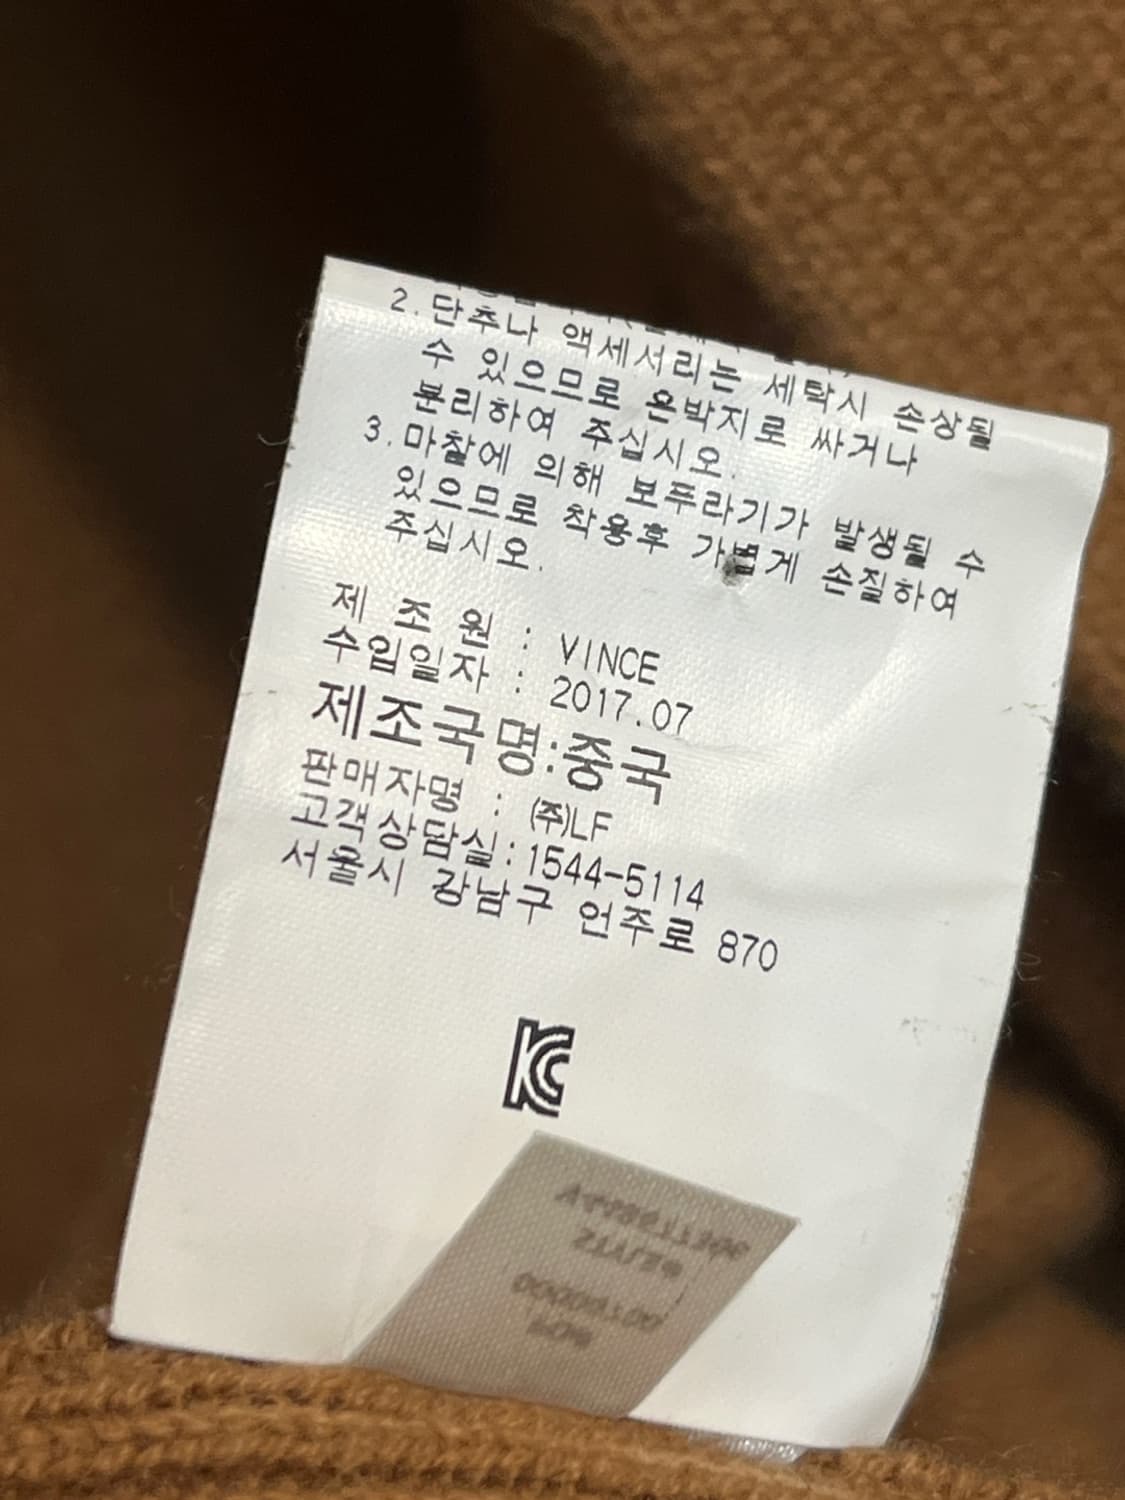 2.단추나 액세서리는 세탁시 손상될
수 있으므로 은박지로 싸거나
분리하여 주십시오.
3.마찰에 의해 보푸라기가 발생될 수
있으므로 착용후 가볍게 손질하여
주십시오.
제 조 원 : VINCE
수입일자 : 2017.07
제조국명:중국
판매자명 : (주)LF
고객상담실:1544-5114
서울시 강남구 언주로 870
KC